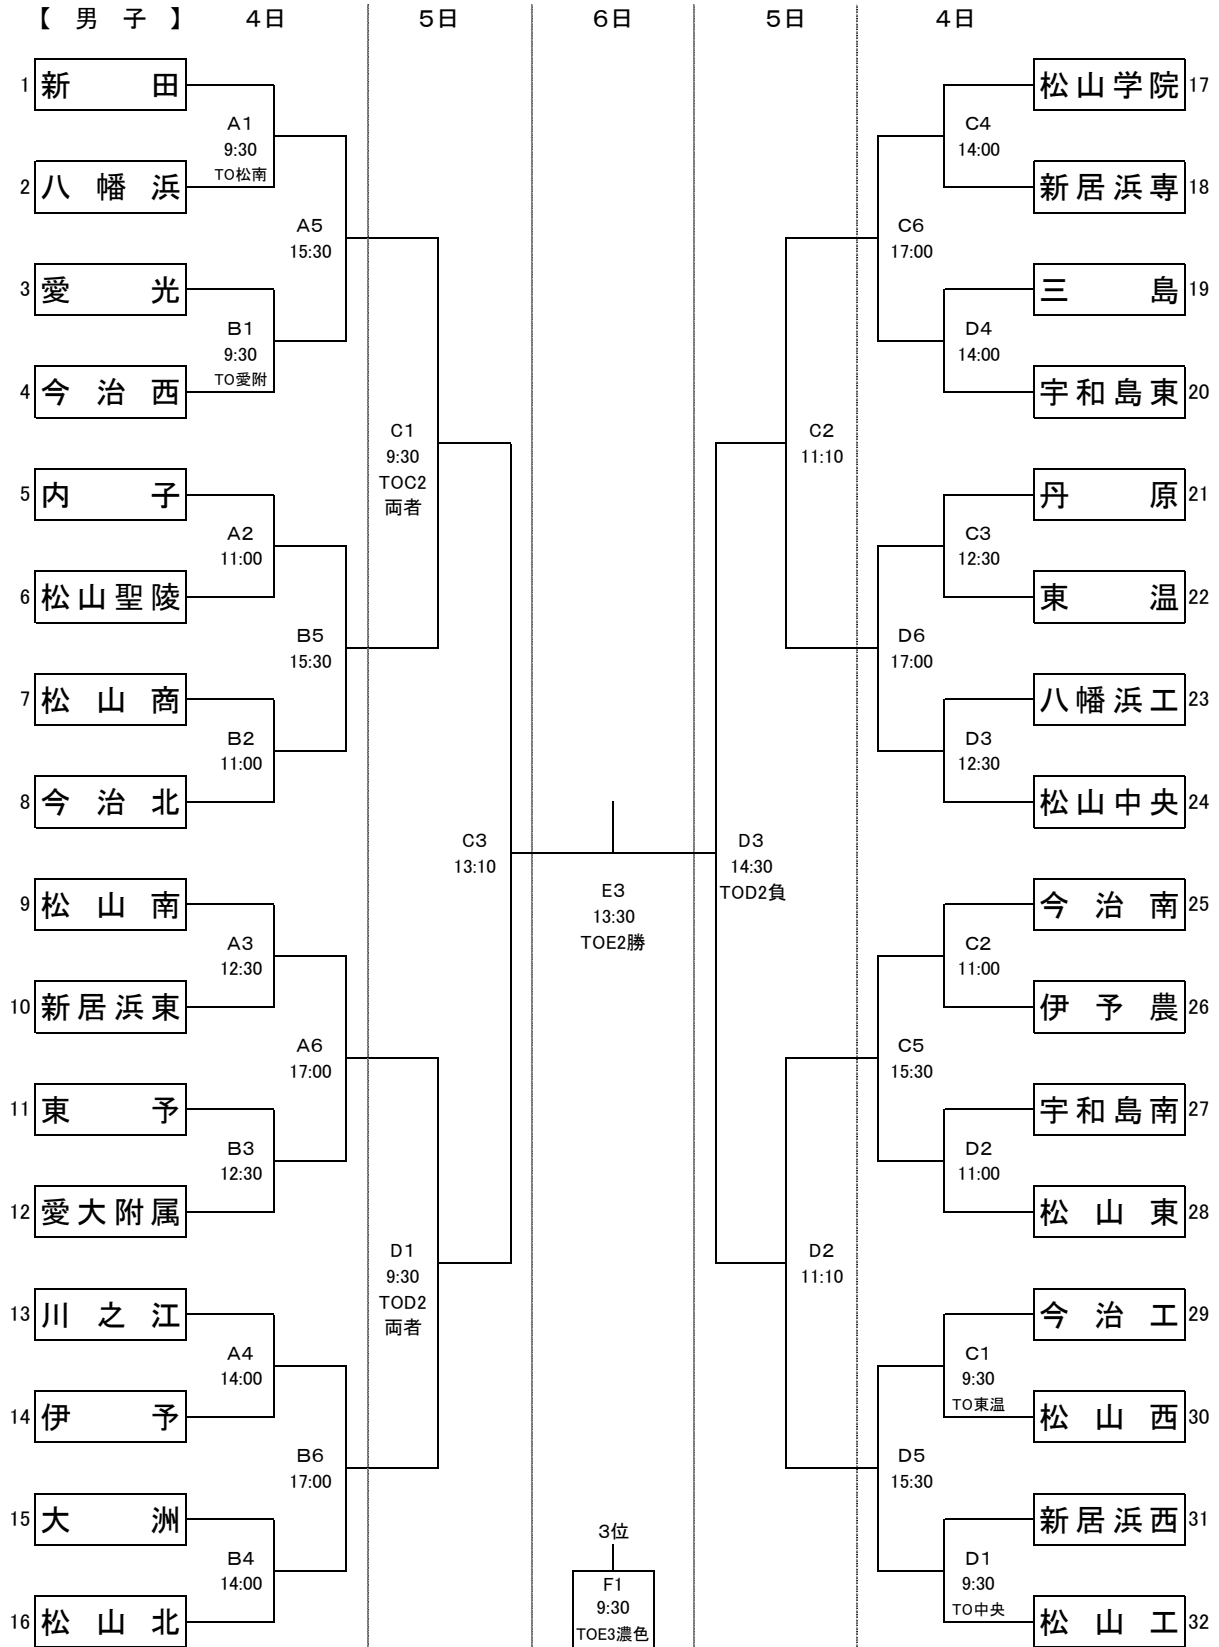 【 男 子 】 4日 5日 6日 5日 4日
1 新田
A1
9:30
TO松南
2 八幡浜
A5
15:30
3 愛光
B1
9:30
TO愛附
4 今治西
C1
9:30
TOC2
両者
5 内子
A2
11:00
6 松山聖陵
B5
15:30
7 松山商
B2
11:00
8 今治北
C3
13:10
9 松山南
A3
12:30
10 新居浜東
A6
17:00
11 東予
B3
12:30
12 愛大附属
D1
9:30
TOD2
両者
13 川之江
A4
14:00
14 伊予
B6
17:00
15 大洲
B4
14:00
16 松山北
E3
13:30
TOE2勝
3位
F1
9:30
TOE3濃色
松山学院 17
C4
14:00
新居浜専 18
C6
17:00
三島 19
D4
14:00
宇和島東 20
C2
11:10
丹原 21
C3
12:30
東温 22
D6
17:00
八幡浜工 23
D3
12:30
松山中央 24
D3
14:30
TOD2負
今治南 25
C2
11:00
伊予農 26
C5
15:30
宇和島南 27
D2
11:00
松山東 28
D2
11:10
今治工 29
C1
9:30
TO東温
松山西 30
D5
15:30
新居浜西 31
D1
9:30
TO中央
松山工 32